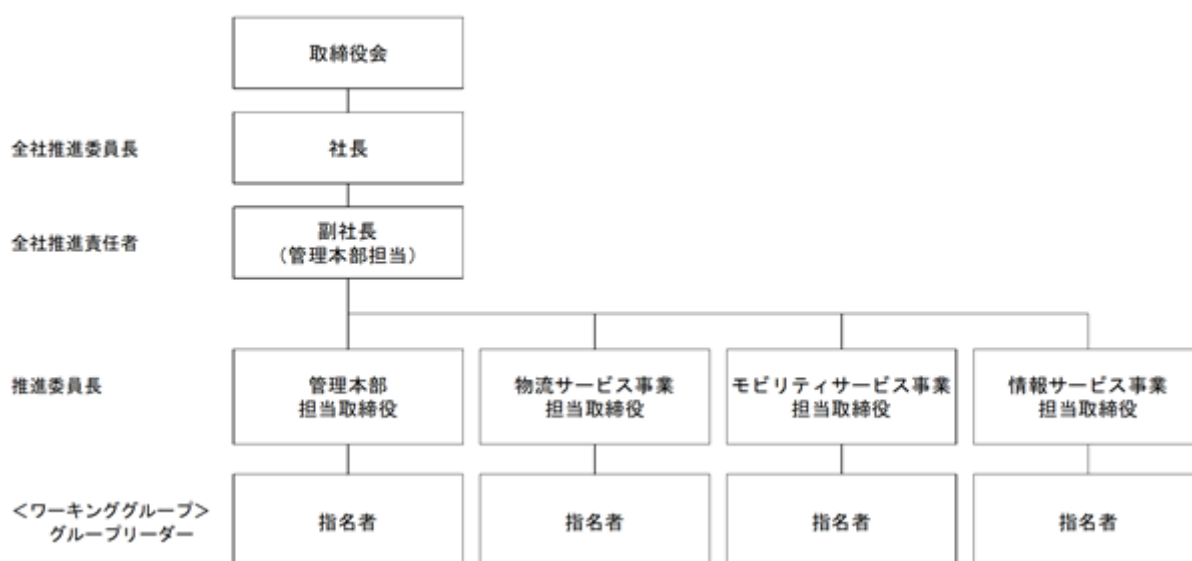 取締役会
全社推進委員長
社長
全社推進責任者
副社長
（管理本部担当）
推進委員長
管理本部
担当取締役
物流サービス事業
担当取締役
モビリティサービス事業
担当取締役
情報サービス事業
担当取締役
＜ワーキンググループ＞
グループリーダー
指名者
指名者
指名者
指名者